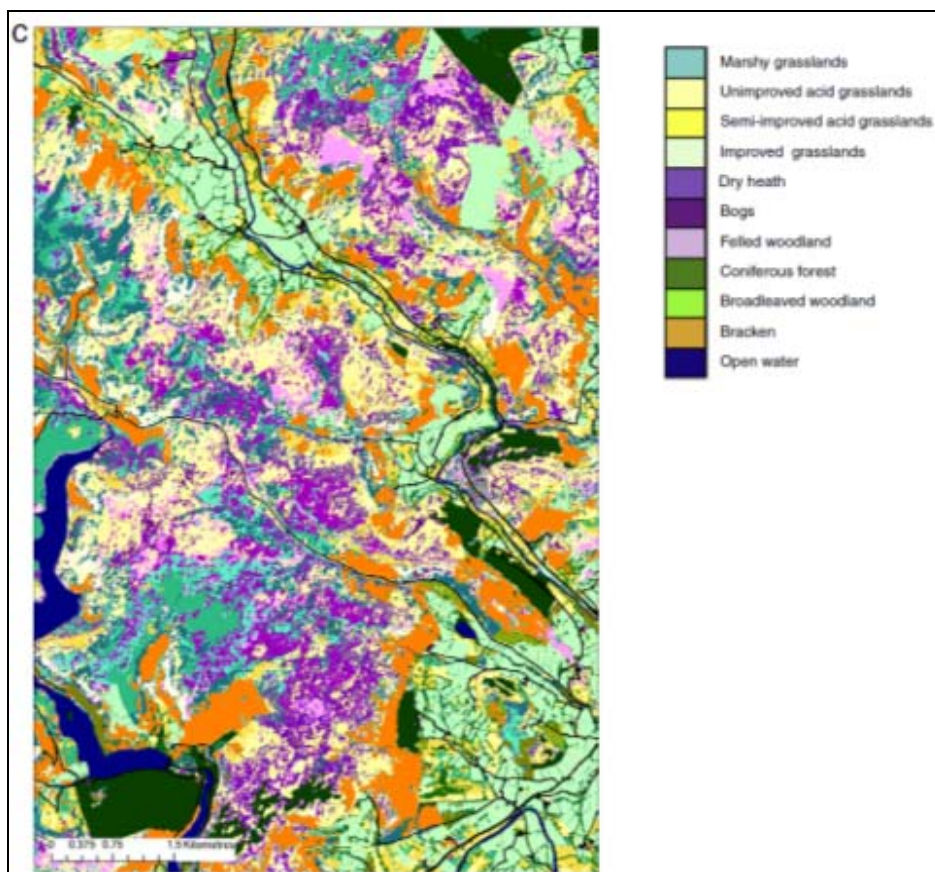 C
Marshy grasslands
Unimproved acid grasslands
Semi-improved acid grasslands
Improved grasslands
Dry heath
Bogs
Felled woodland
Coniferous forest
Broadleaved woodland
Bracken
Open water
0 0.375 0.75 1.5 Kilometres